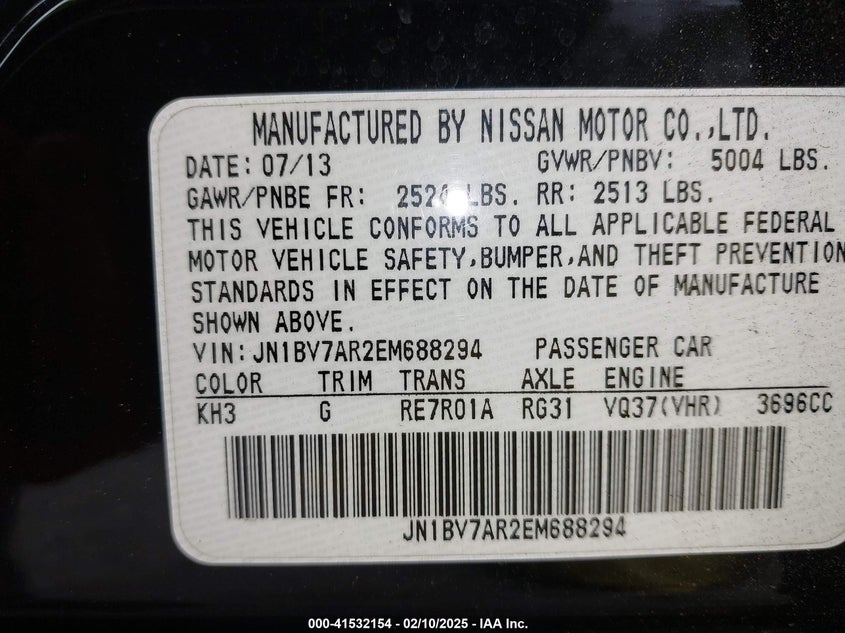 MANUFACTURED BY NISSAN MOTOR CO.,LTD.
DATE: 07/13 GVWR/PNBV: 5004 LBS.
GAWR/PNBE FR: LBS. RR: 2513 LBS.
THIS VEHICLE CONFORMS TO ALL APPLICABLE FEDERAL
MOTOR VEHICLE SAFETY,BUMPER,AND THEFT PREVENTION
STANDARDS IN EFFECT ON THE DATE OF MANUFACTURE
SHOWN ABOVE.
VIN: JN1BV7AR2EM688294 PASSENGER CAR
COLOR TRIM TRANS AXLE ENGINE
KH3 G RE7R01A RG31 VQ37(VHR) 3696CC
JN1BV7AR2EM688294
000-41532154 - 02/10/2025 - IAA Inc.